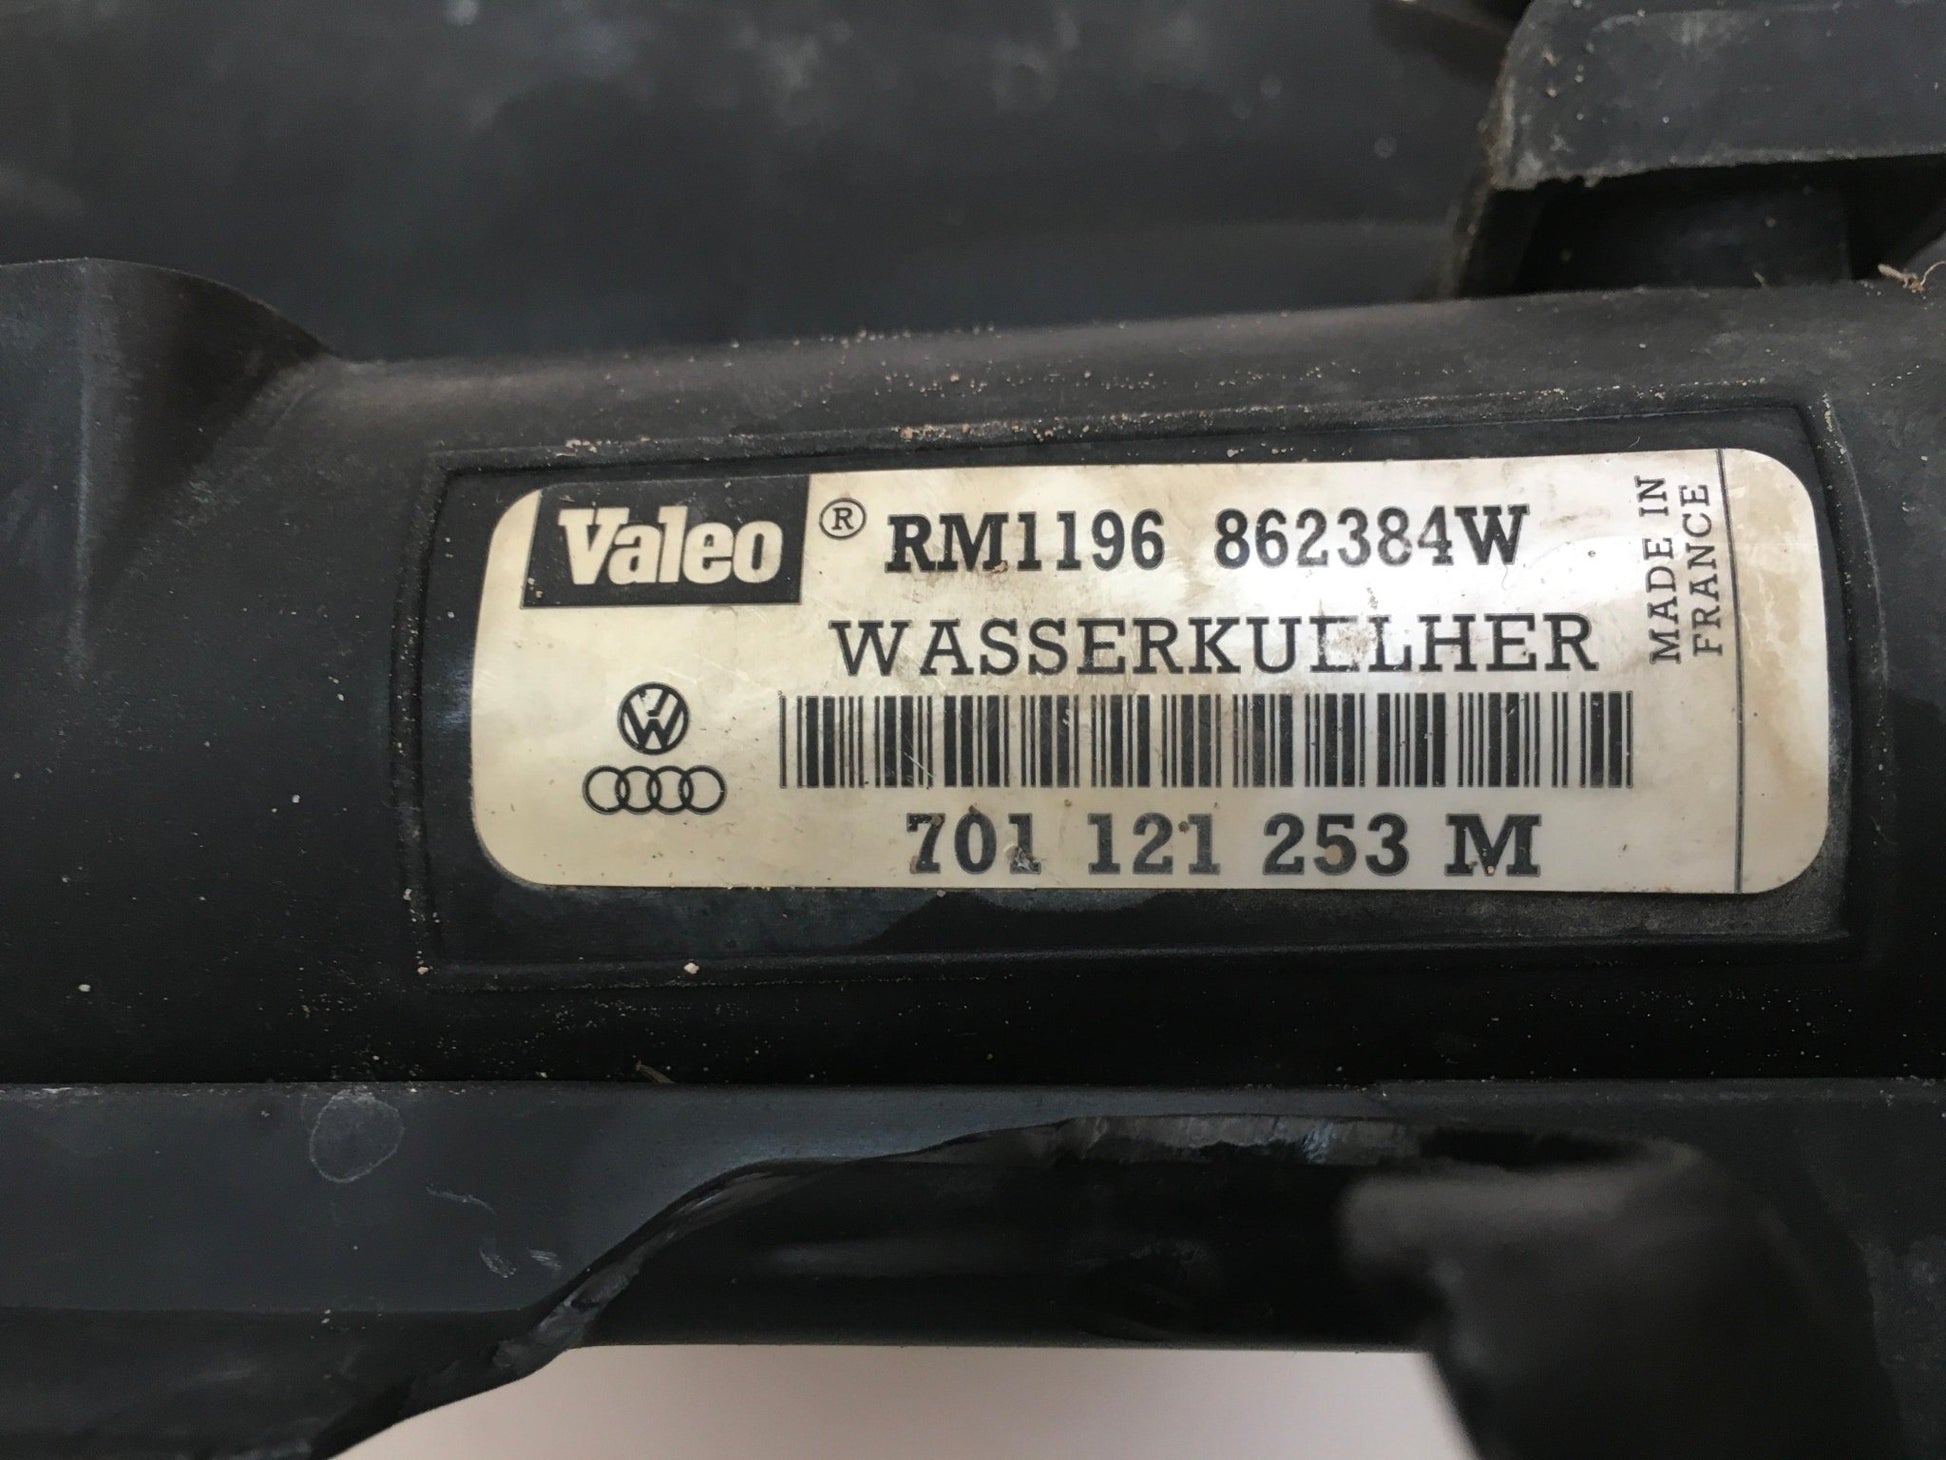 Valeo ® RM1196 862384W
WASSERKUELHER
701 121 253 M
MADE IN
FRANCE